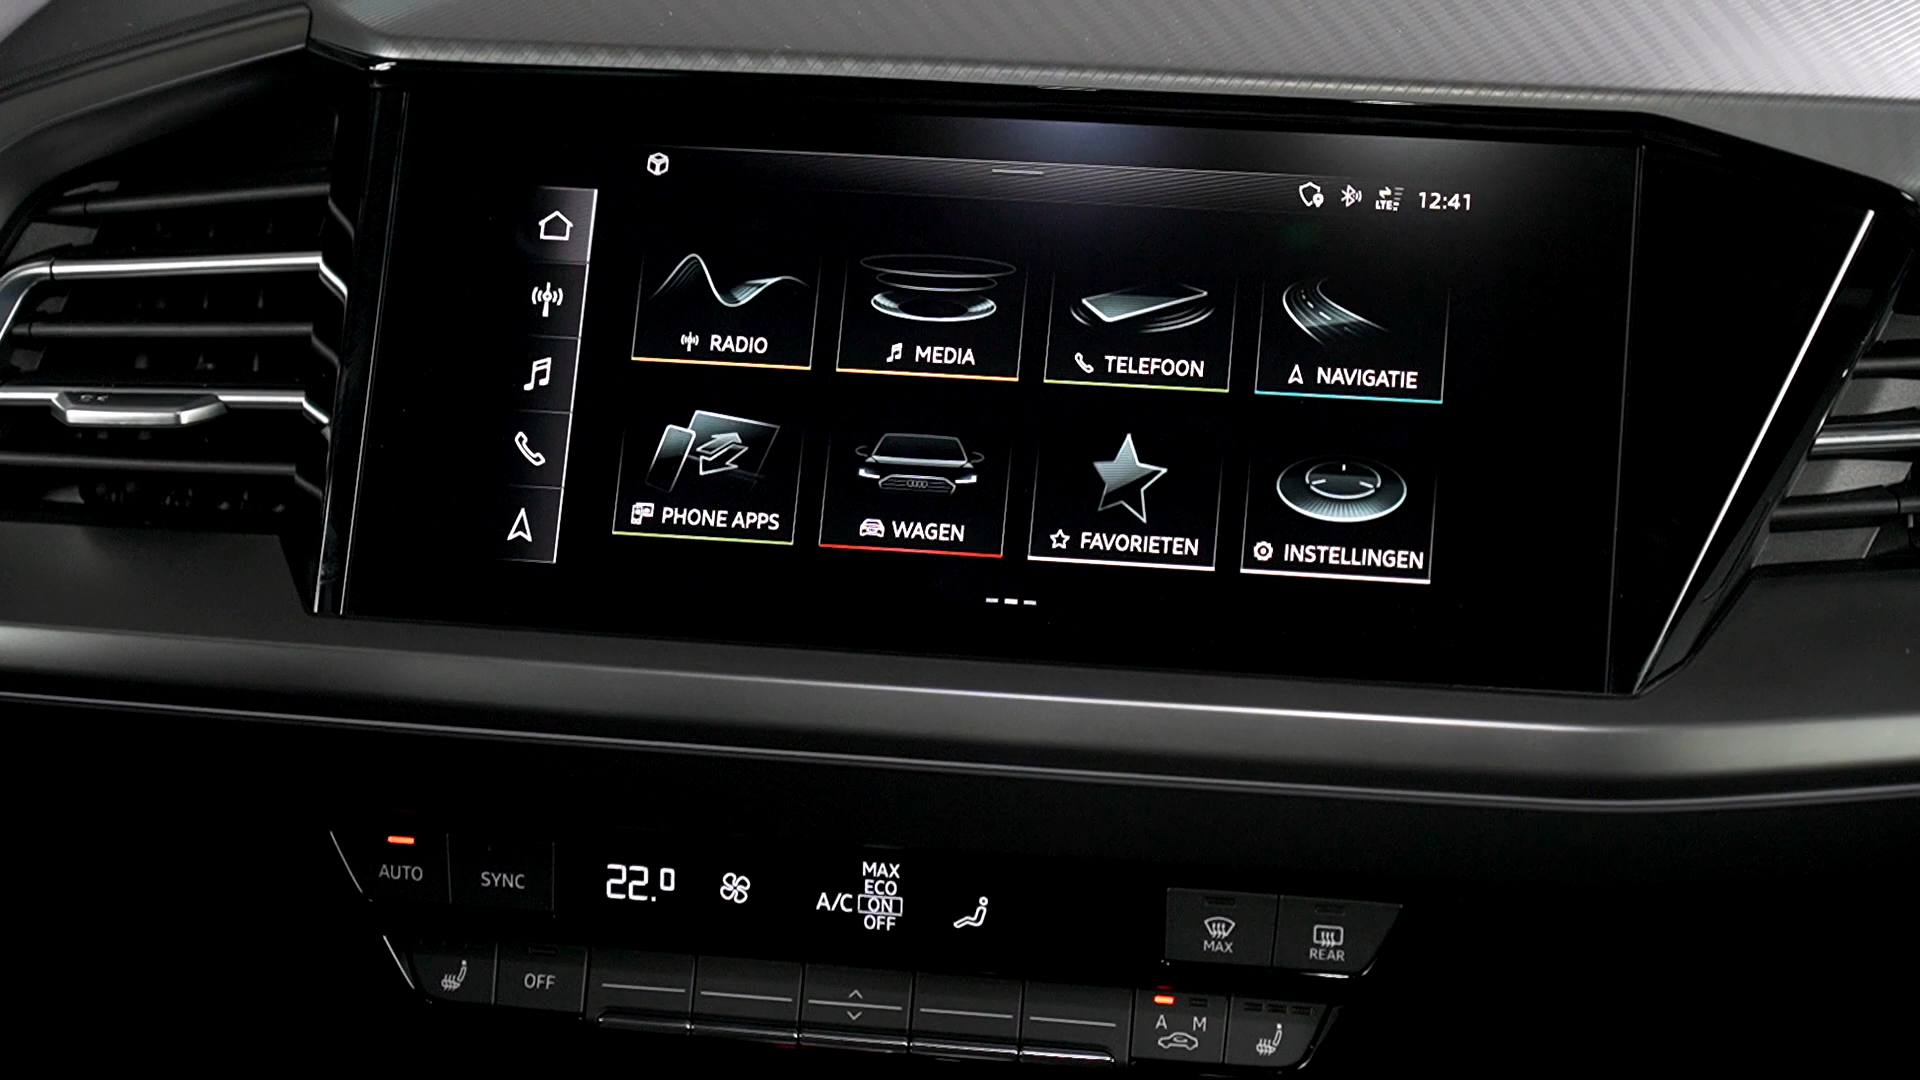 LTE
12:41
RADIO
MEDIA
TELEFOON
NAVIGATIE
PHONE APPS
WAGEN
FAVORIETEN
INSTELLINGEN
AUTO
SYNC
22.0
A/C
MAX
ECO
ON
OFF
MAX
REAR
OFF
A M